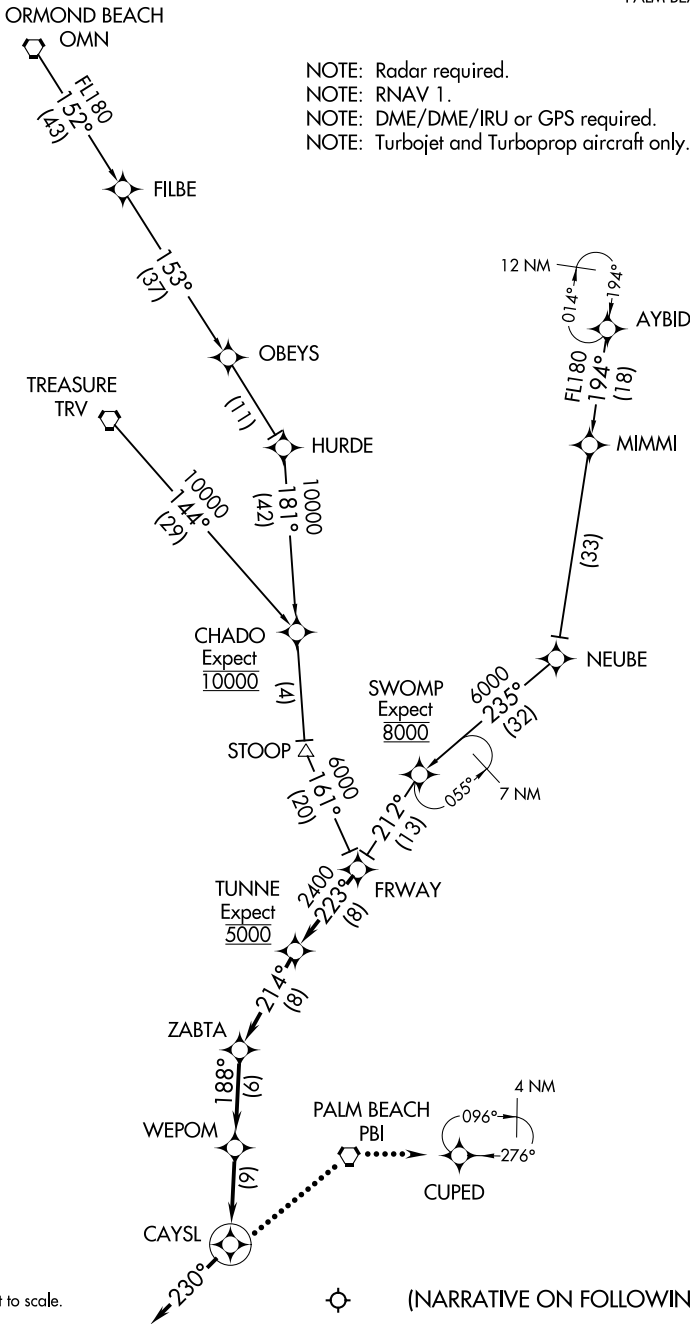 PALM BEA
ORMOND BEACH
OMN
NOTE: Radar required.
NOTE: RNAV 1.
NOTE: DME/DME/IRU or GPS required.
NOTE: Turbojet and Turboprop aircraft only.
FL180
152°
(43)
FILBE
153°
(37)
12 NM
014°
194°
AYBID
FL180
194°
(18)
OBEYS
TREASURE
TRV
(11)
HURDE
MIMMI
10000
144°
(29)
10000
181°
(42)
(33)
CHADO
Expect
10000
(4)
NEUBE
SWOMP
Expect
8000
6000
235°
(32)
STOOP
6000
161°
(20)
055°
7 NM
212°
(13)
FRWAY
TUNNE
Expect
5000
2400
223°
(8)
214°
(8)
ZABTA
188°
(6)
PALM BEACH
PBI
4 NM
096°
276°
CUPED
WEPOM
(6)
CAYSL
230°
t to scale.
(NARRATIVE ON FOLLOWIN